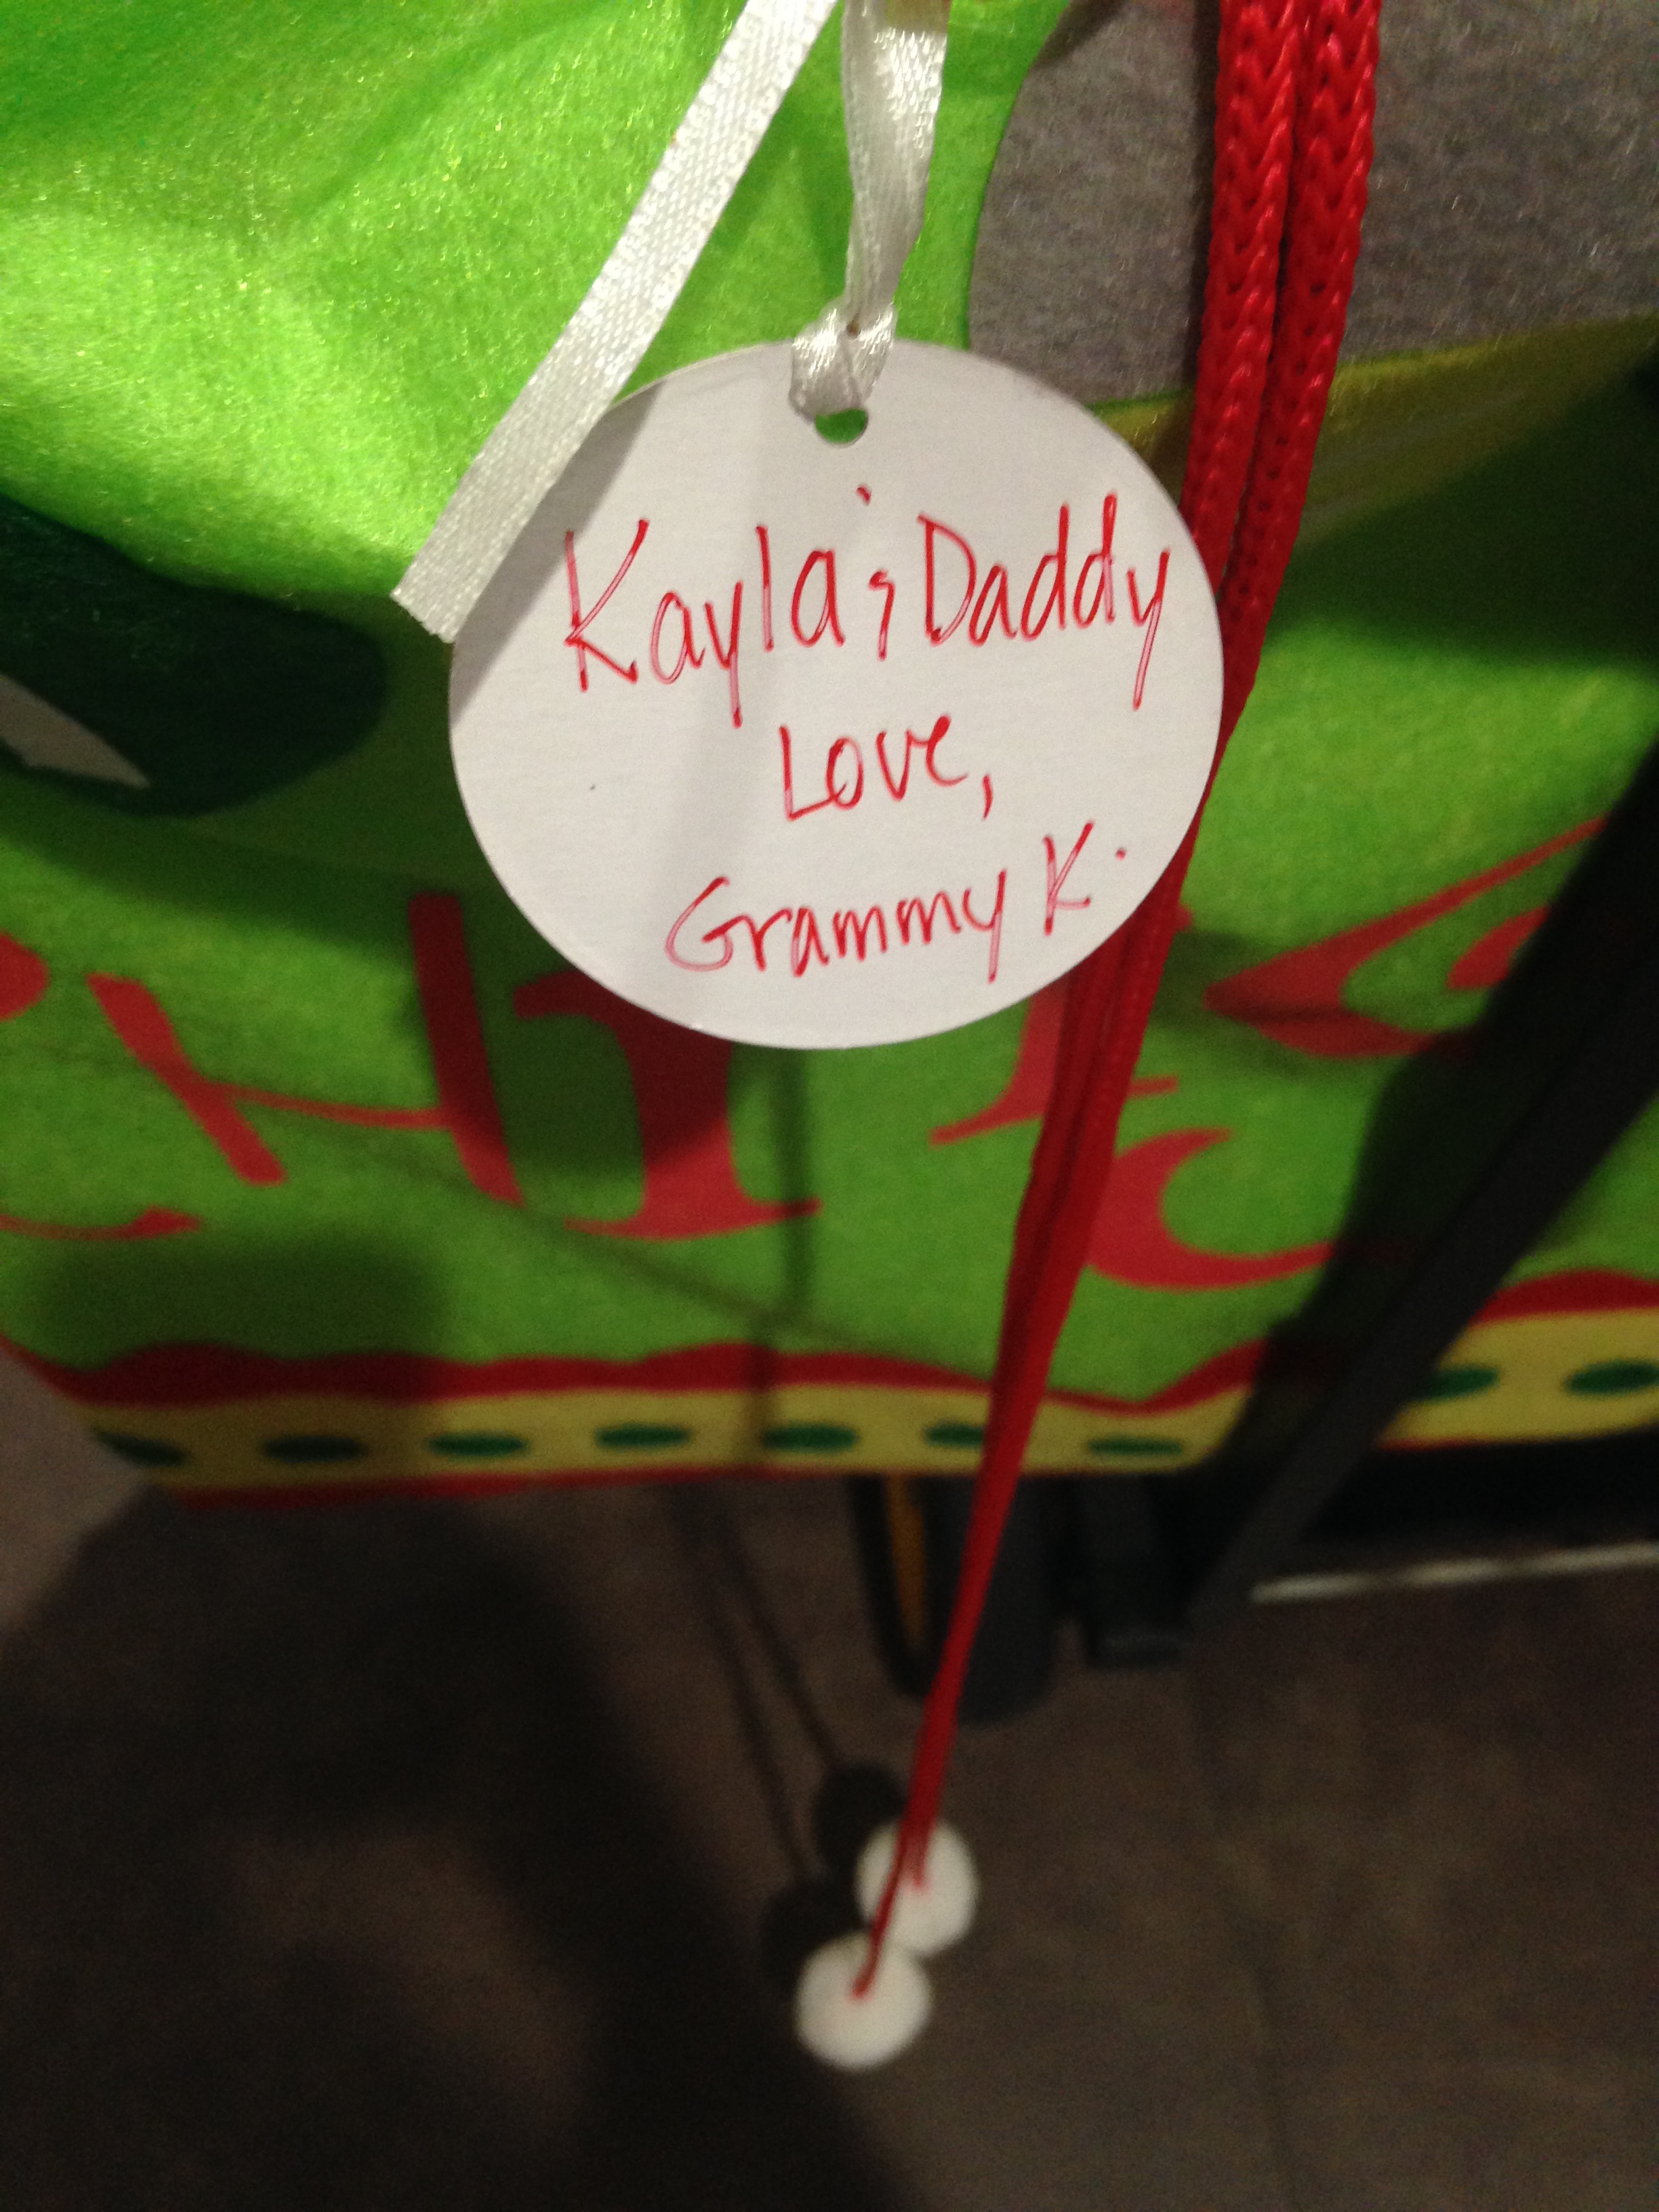 Kayla & Daddy
Love,
Grammy K.